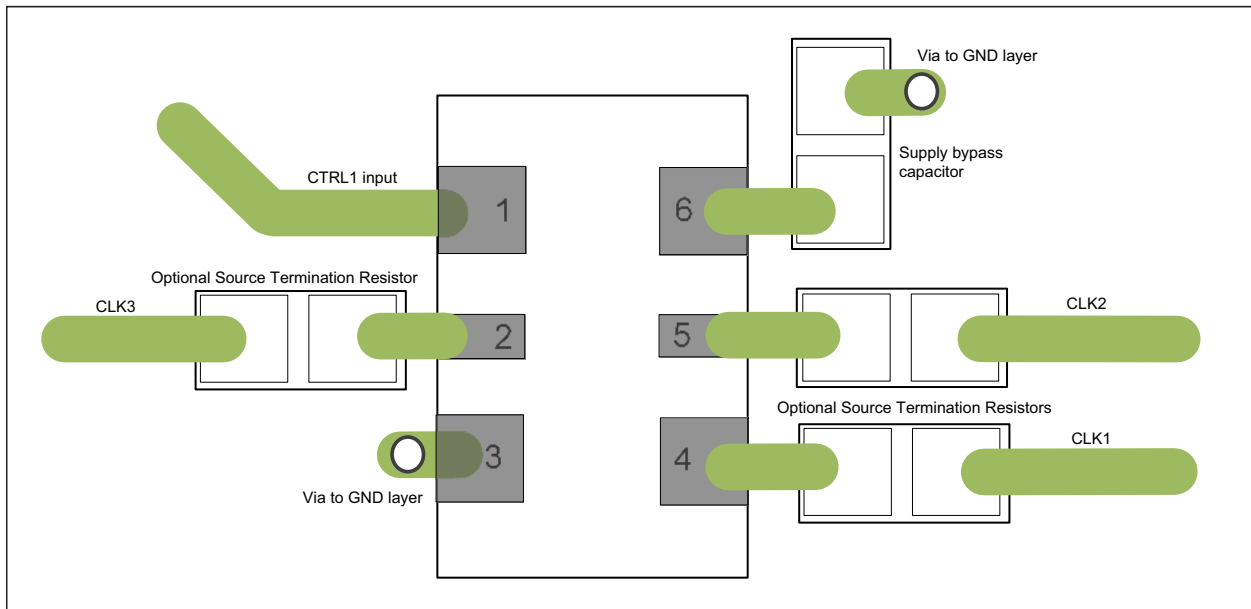 Via to GND layer
Supply bypass
capacitor
CTRL1 input
1
6
Optional Source Termination Resistor
CLK3
2
5
CLK2
Optional Source Termination Resistors
3
4
CLK1
Via to GND layer